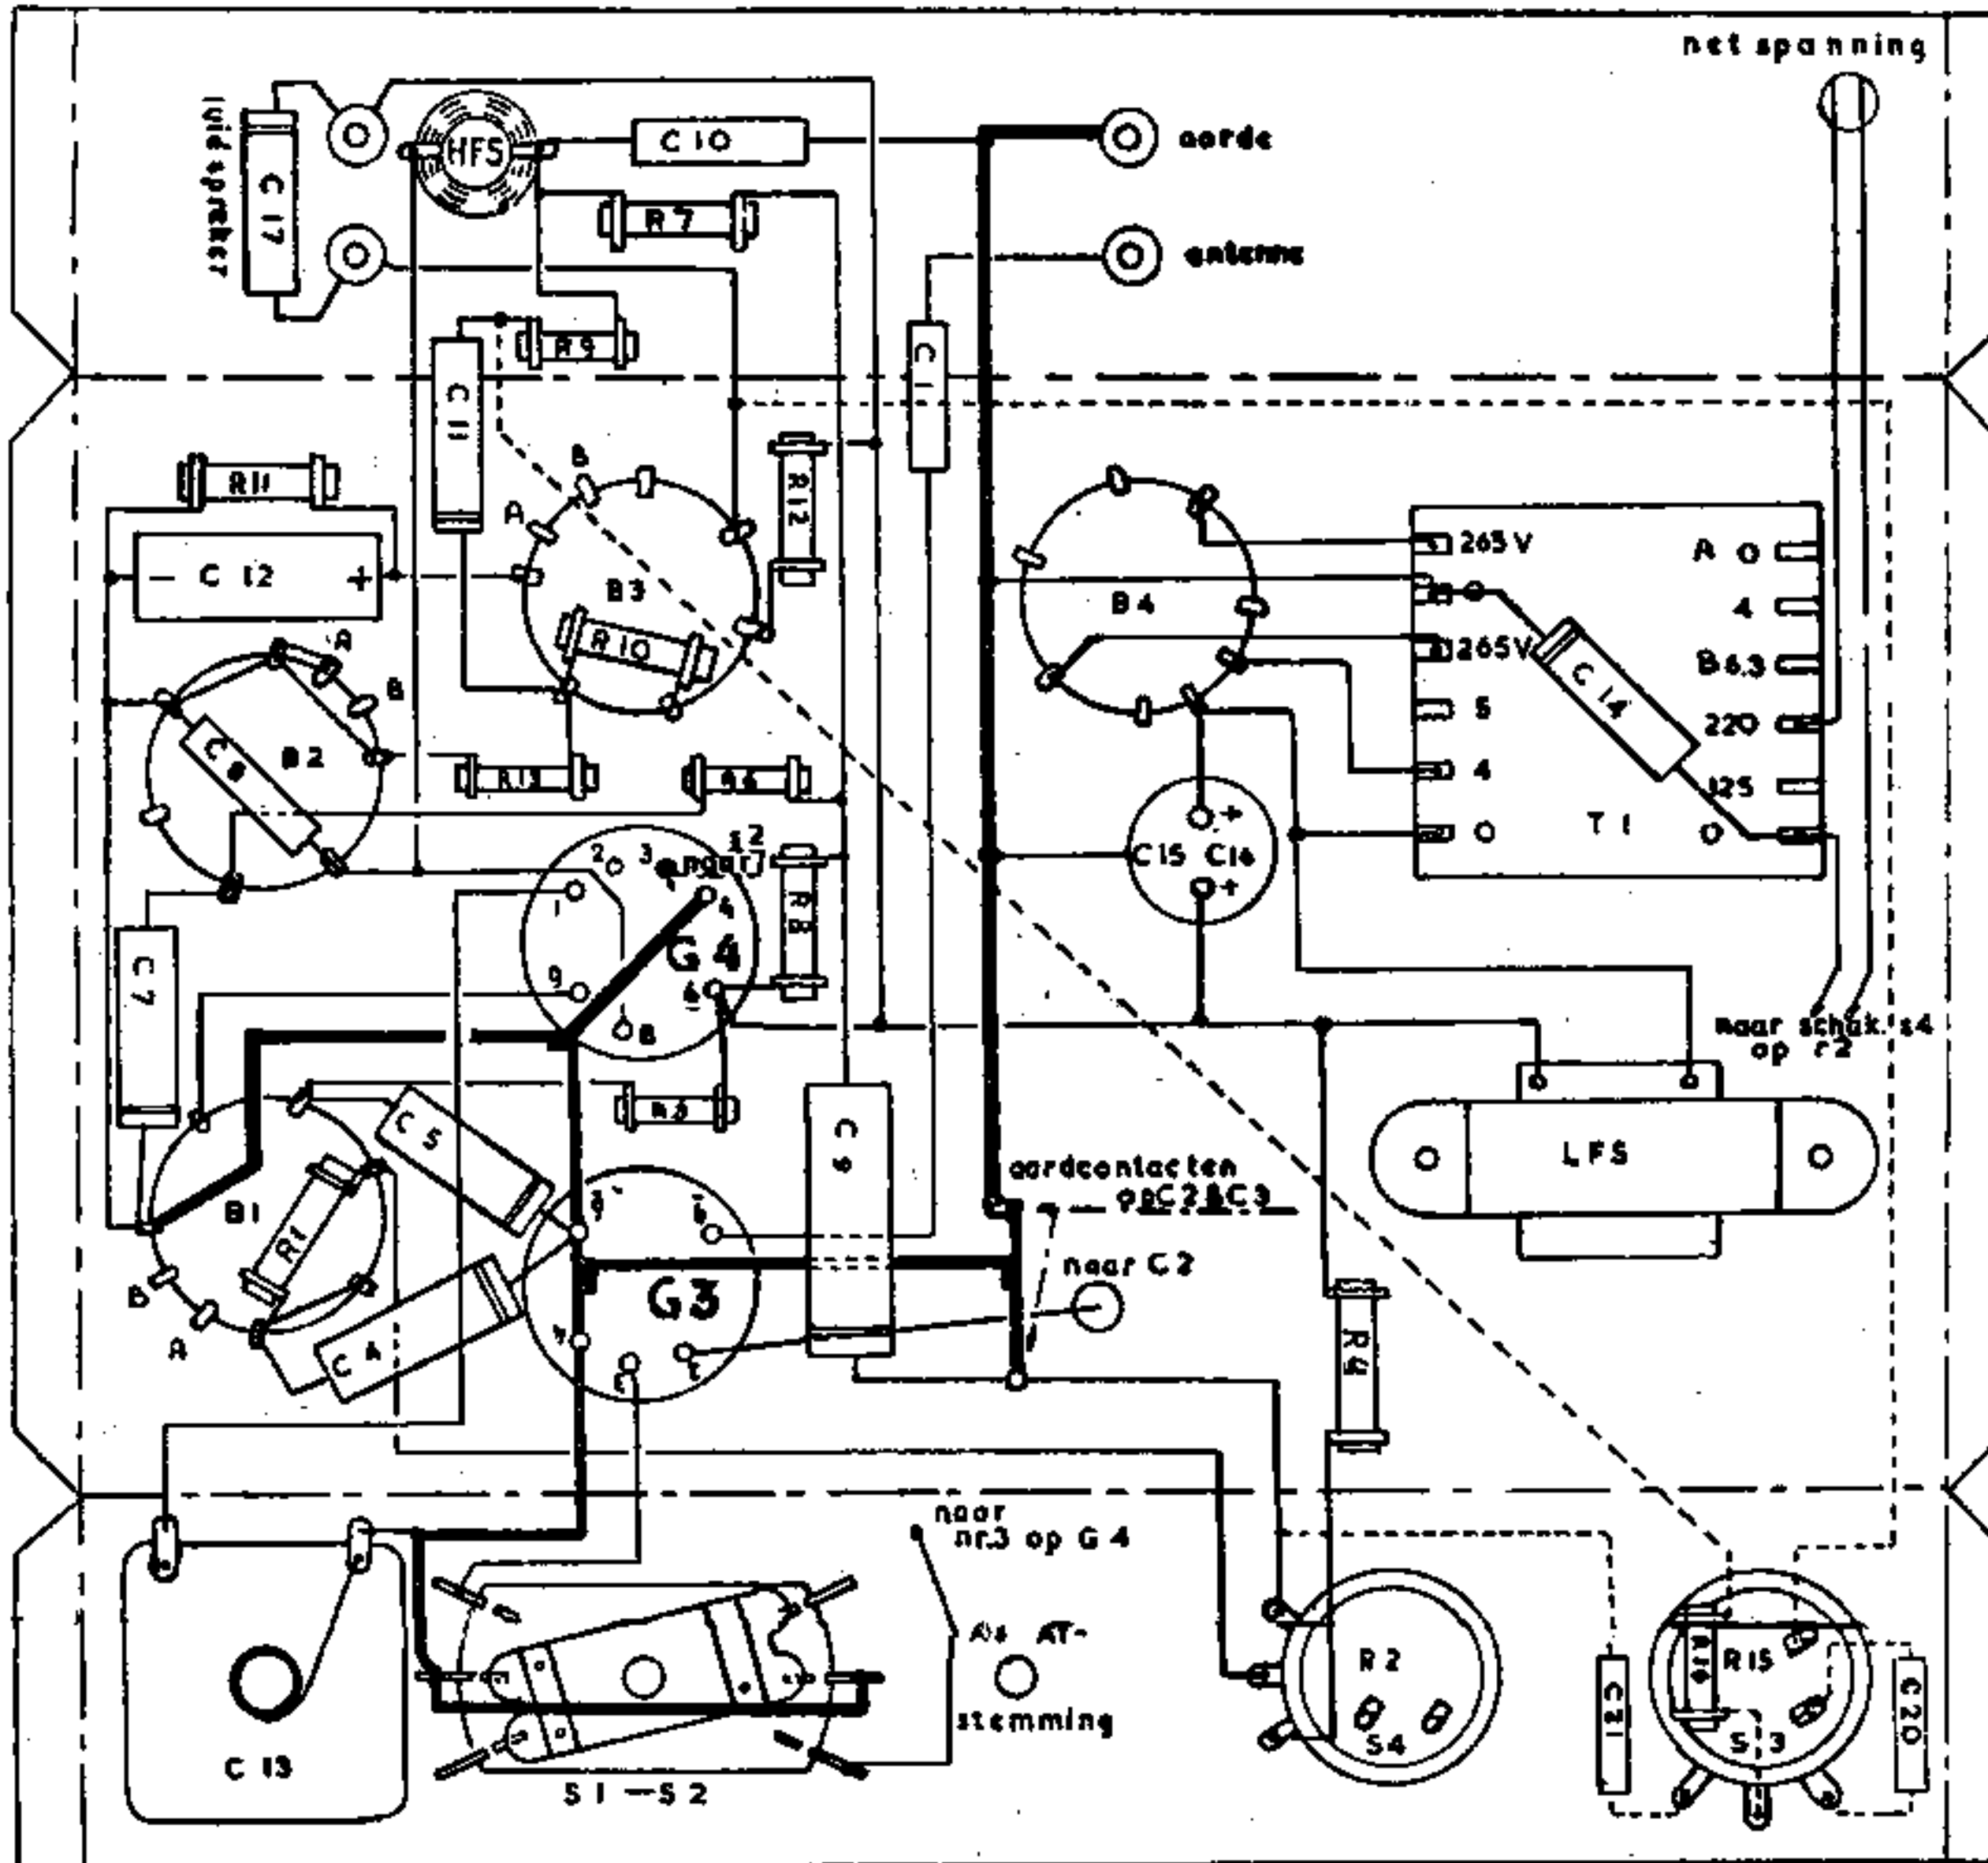 net spanning
luidspreker
C 17
HFS
C 10
aarde
R 7
antenne
R 9
C 1
C 11
R 11
B
A
R 12
B 3
R 10
- C 12 +
B 4
265 V
265 V
5
4
O
T 1
A O
4
B 6.3
220
125
O
C 14
A
B
B 2
C 8
R 13
R 6
C 15 C 16
+
+
naar s2
1
2
3
4
6
8
9
G 4
R 8
C 7
naar schak. s4
op r2
R 3
C 5
C 9
LFS
aardcontacten
op C 2 & C 3
B 1
R 1
B
A
G 3
naar C 2
C 4
R 4
naar
nr.3 op G 4
AT-
stemming
C 13
S 1 - S 2
R 2
S 4
C 21
R 15
S 3
C 20